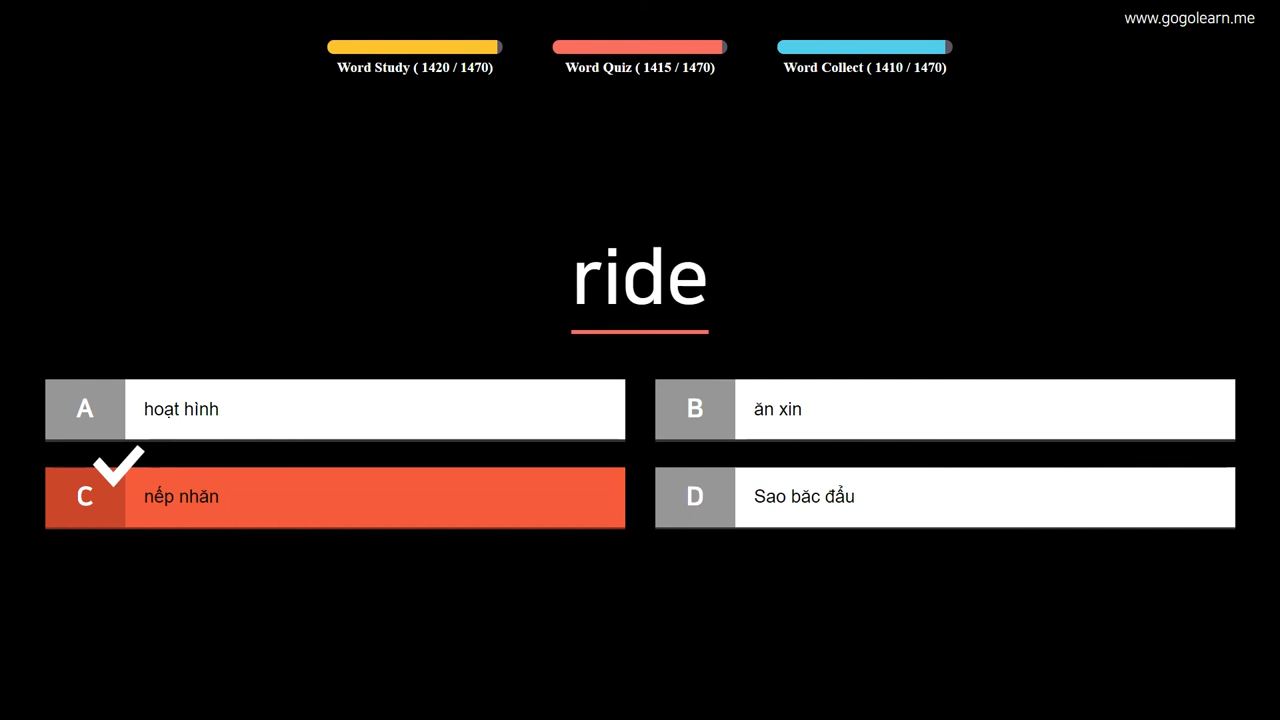 www.gogolearn.me
Word Study ( 1420 / 1470)
Word Quiz ( 1415 / 1470)
Word Collect ( 1410 / 1470)
ride
A hoạt hình
B ăn xin
C nếp nhăn
D Sao băc đẩu